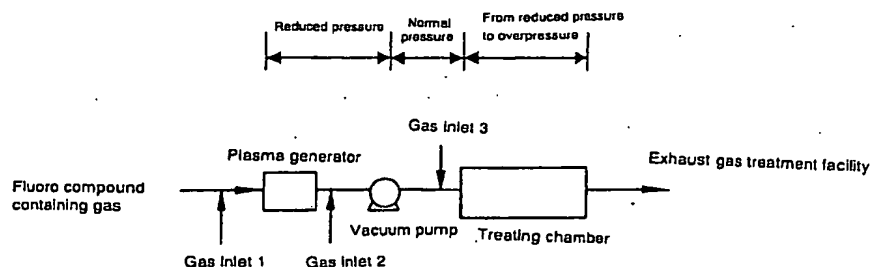 Reduced pressure
Normal
pressure
From reduced pressure
to overpressure
Gas inlet 3
Plasma generator
Exhaust gas treatment facility
Fluoro compound
containing gas
Vacuum pump
Treating chamber
Gas inlet 1
Gas inlet 2